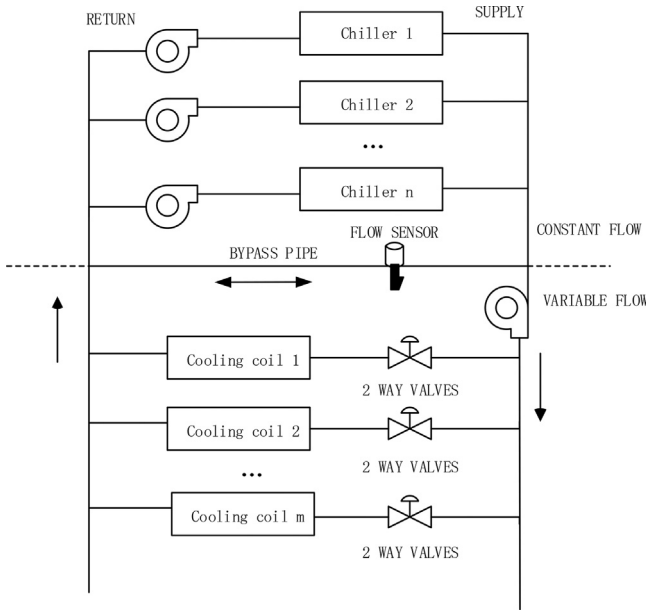 RETURN
SUPPLY
Chiller 1
Chiller 2
...
Chiller n
FLOW SENSOR
CONSTANT FLOW
BYPASS PIPE
VARIABLE FLOW
Cooling coil 1
2 WAY VALVES
Cooling coil 2
2 WAY VALVES
...
Cooling coil m
2 WAY VALVES